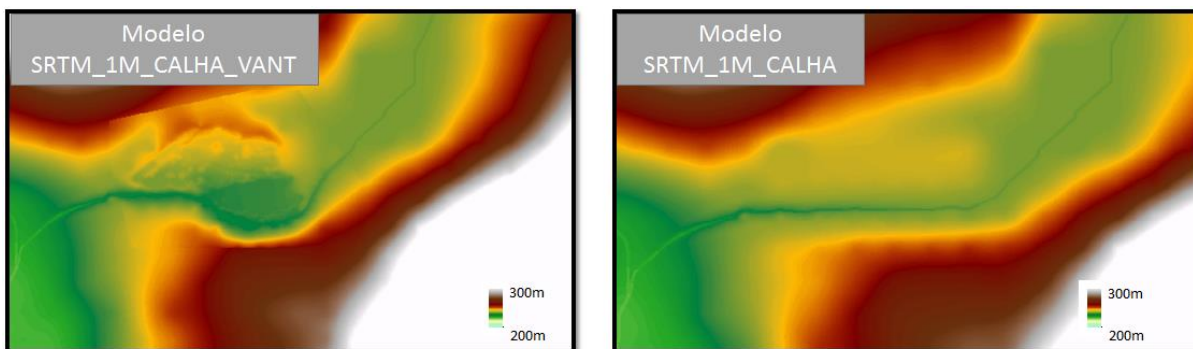 Modelo
SRTM_1M_CALHA_VANT
300m
200m
Modelo
SRTM_1M_CALHA
300m
200m